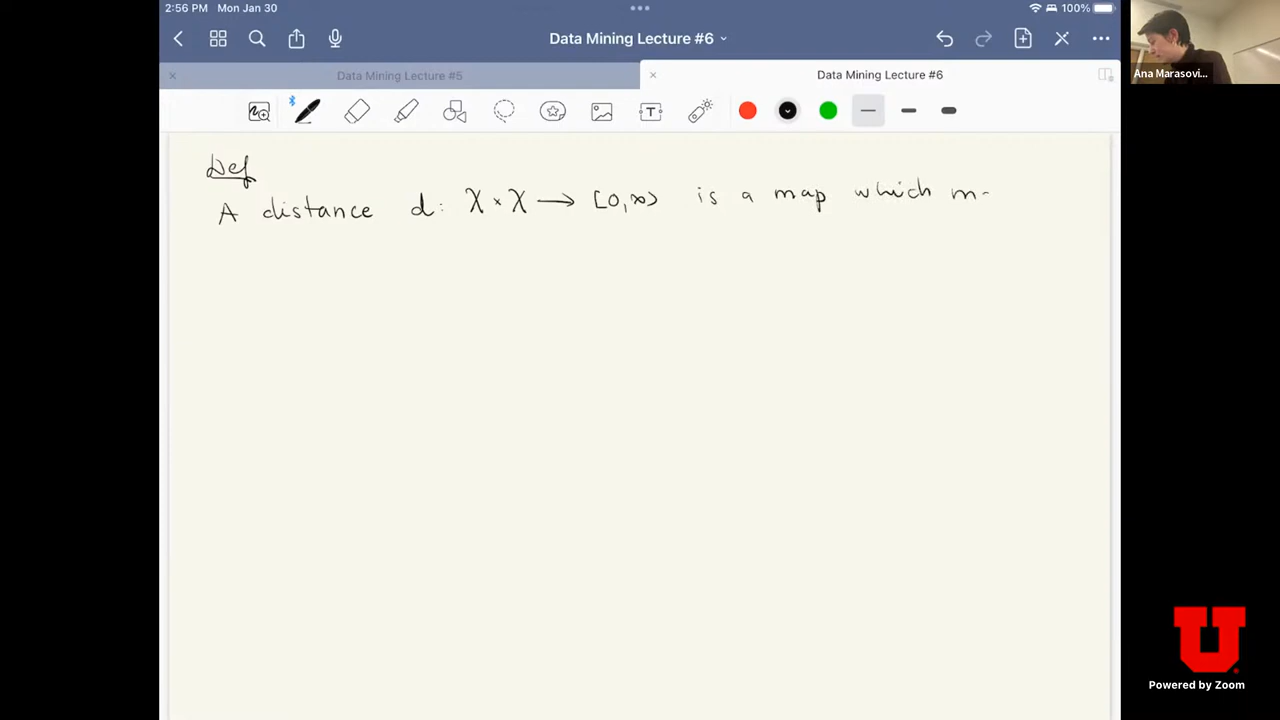 2:56 PM Mon Jan 30
100%
Data Mining Lecture #6
Data Mining Lecture #5
Data Mining Lecture #6
Ana Marasovi...
Def
A distance d: X × X → [0,∞) is a map which m
U
Powered by Zoom